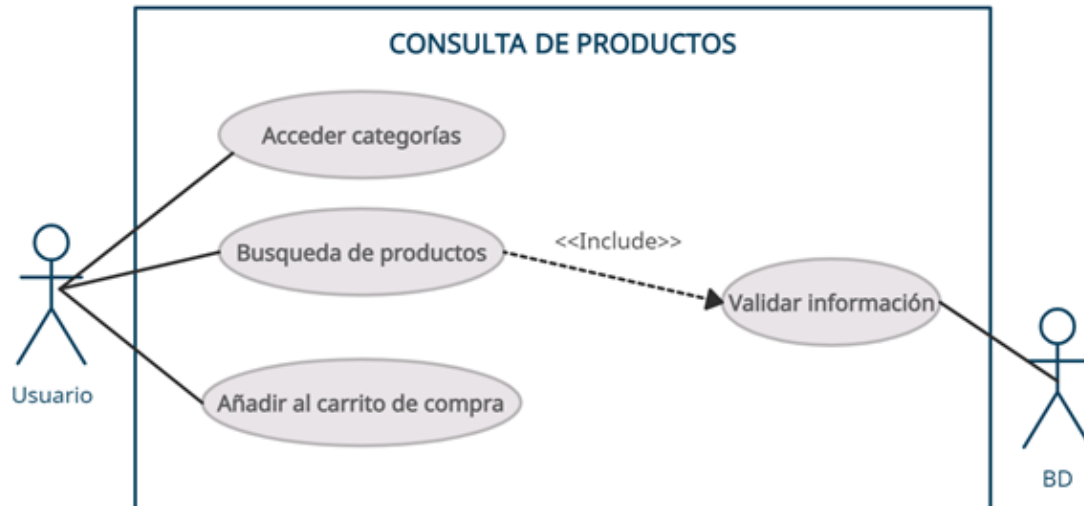 CONSULTA DE PRODUCTOS
Acceder categorías
Busqueda de productos
<<Include>>
Validar información
Añadir al carrito de compra
Usuario
BD